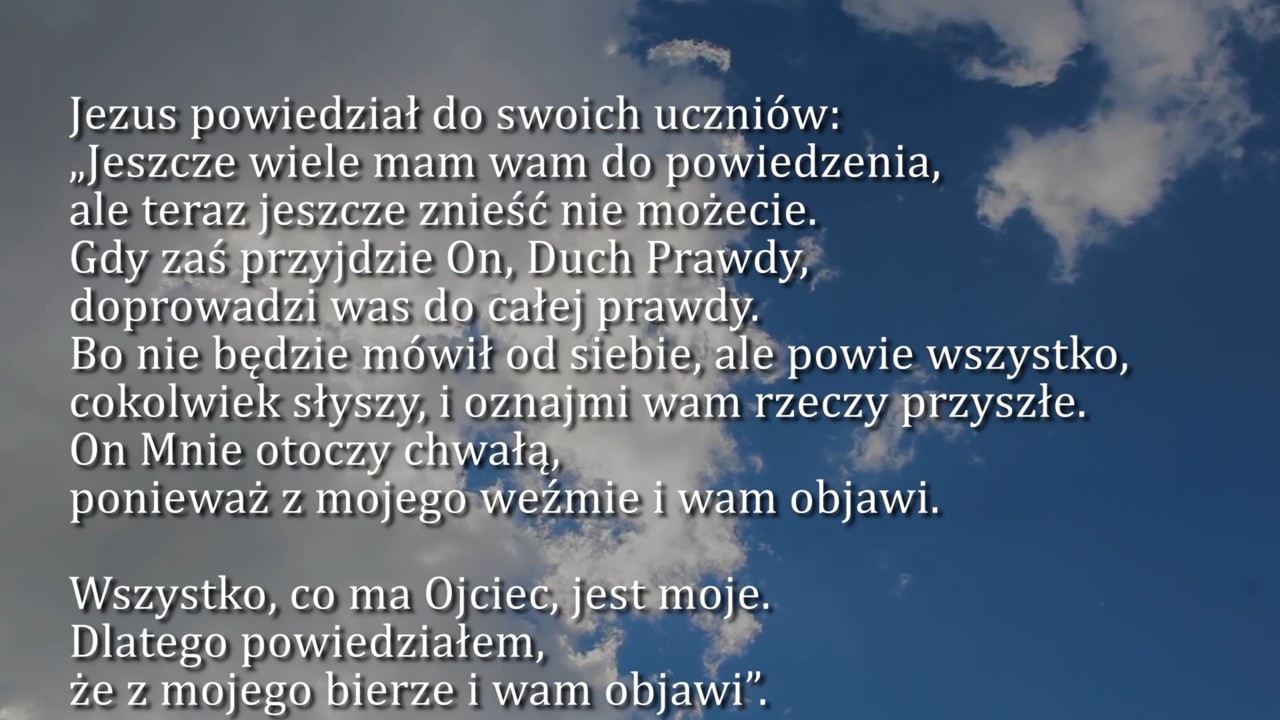 Jezus powiedział do swoich uczniów:
„Jeszcze wiele mam wam do powiedzenia,
ale teraz jeszcze znieść nie możecie.
Gdy zaś przyjdzie On, Duch Prawdy,
doprowadzi was do całej prawdy.
Bo nie będzie mówił od siebie, ale powie wszystko,
cokolwiek słyszy, i oznajmi wam rzeczy przyszłe.
On Mnie otoczy chwałą,
ponieważ z mojego weźmie i wam objawi.
Wszystko, co ma Ojciec, jest moje.
Dlatego powiedziałem,
że z mojego bierze i wam objawi”.